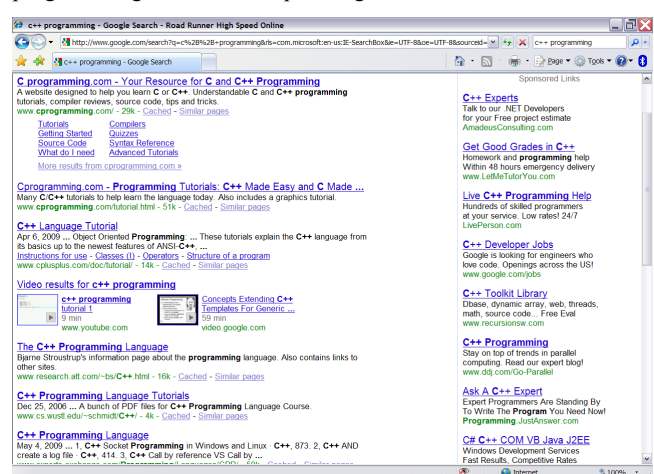 c++ programming - Google Search - Road Runner High Speed Online
http://www.google.com/search?q=c%2B%2B+programming&rls=com.microsoft:en-us:IE-SearchBox&ie=UTF-8&oe=UTF-8&sourceid=
c++ programming
c++ programming - Google Search
Page
Tools
C programming.com - Your Resource for C and C++ Programming
A website designed to help you learn C or C++. Understandable C and C++ programming
tutorials, compiler reviews, source code, tips and tricks.
www.cprogramming.com/ - 29k - Cached - Similar pages
Tutorials Compilers
Getting Started Quizzes
Source Code Syntax Reference
What do I need Advanced Tutorials
More results from cprogramming.com »
Cprogramming.com - Programming Tutorials: C++ Made Easy and C Made ...
Many C/C++ tutorials to help learn the language today. Also includes a graphics tutorial.
www.cprogramming.com/tutorial.html - 51k - Cached - Similar pages
C++ Language Tutorial
Apr 6, 2009 ... Object Oriented Programming: ... These tutorials explain the C++ language from
its basics up to the newest features of ANSI-C++, ...
Instructions for use - Classes (I) - Operators - Structure of a program
www.cplusplus.com/doc/tutorial/ - 14k - Cached - Similar pages
Video results for c++ programming
c++ programming
tutorial 1
9 min
www.youtube.com
Concepts Extending C++
Templates For Generic ...
59 min
video.google.com
The C++ Programming Language
Bjarne Stroustrup's information page about the programming language. Also contains links to
other sites.
www.research.att.com/~bs/C++.html - 16k - Cached - Similar pages
C++ Programming Language Tutorials
Dec 25, 2006 ... A bunch of PDF files for C++ Programming Language Course.
www.cs.wustl.edu/~schmidt/C++/ - 4k - Cached - Similar pages
C++ Programming Language
May 4, 2009 ... 1, C++ Socket Programming in Windows and Linux · C++, 873. 2, C++ AND
create a log file · C++, 414. 3, C++ Call by reference VS Call by ...
Sponsored Links
C++ Experts
Talk to our .NET Developers
for your Free project estimate
AmadeusConsulting.com
Get Good Grades in C++
Homework and programming help
Within 48 hours emergency delivery
www.LetMeTutorYou.com
Live C++ Programming Help
Hundreds of skilled programmers
at your service. Low rates! 24/7
LivePerson.com
C++ Developer Jobs
Google is looking for engineers who
love code. Openings across the US!
www.google.com/jobs
C++ Toolkit Library
Dbase, dynamic array, web, threads,
math, source code... Free Eval
www.recursionsw.com
C++ Programming
Stay on top of trends in parallel
computing. Read our expert blog!
www.ddj.com/Go-Parallel
Ask A C++ Expert
Expert Programmers Are Standing By
To Write The Program You Need Now!
Programming.JustAnswer.com
C# C++ COM VB Java J2EE
Windows Development Services
Fast Results, Competitive Rates
Internet
100%